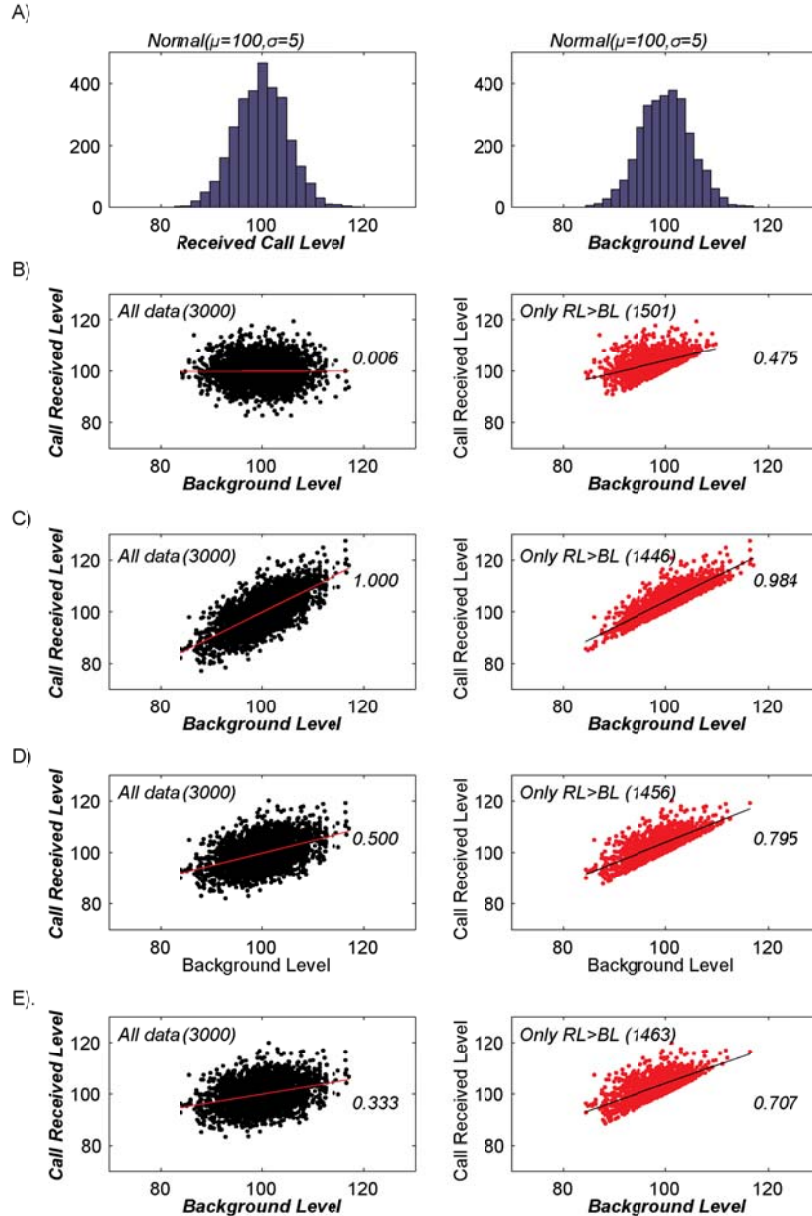 A)
Normal(μ=100,σ=5)
Normal(μ=100,σ=5)
400
200
0
80
100
120
Received Call Level
400
200
0
80
100
120
Background Level
B)
Call Received Level
120
100
80
All data(3000)
0.006
80
100
120
Background Level
Call Received Level
120
100
80
Only RL>BL (1501)
0.475
80
100
120
Background Level
C)
Call Received Level
120
100
80
All data(3000)
1.000
80
100
120
Background Level
Call Received Level
120
100
80
Only RL>BL (1446)
0.984
80
100
120
Background Level
D)
Call Received Level
120
100
80
All data(3000)
0.500
80
100
120
Background Level
Call Received Level
120
100
80
Only RL>BL (1456)
0.795
80
100
120
Background Level
E).
Call Received Level
120
100
80
All data(3000)
0.333
80
100
120
Background Level
Call Received Level
120
100
80
Only RL>BL (1463)
0.707
80
100
120
Background Level